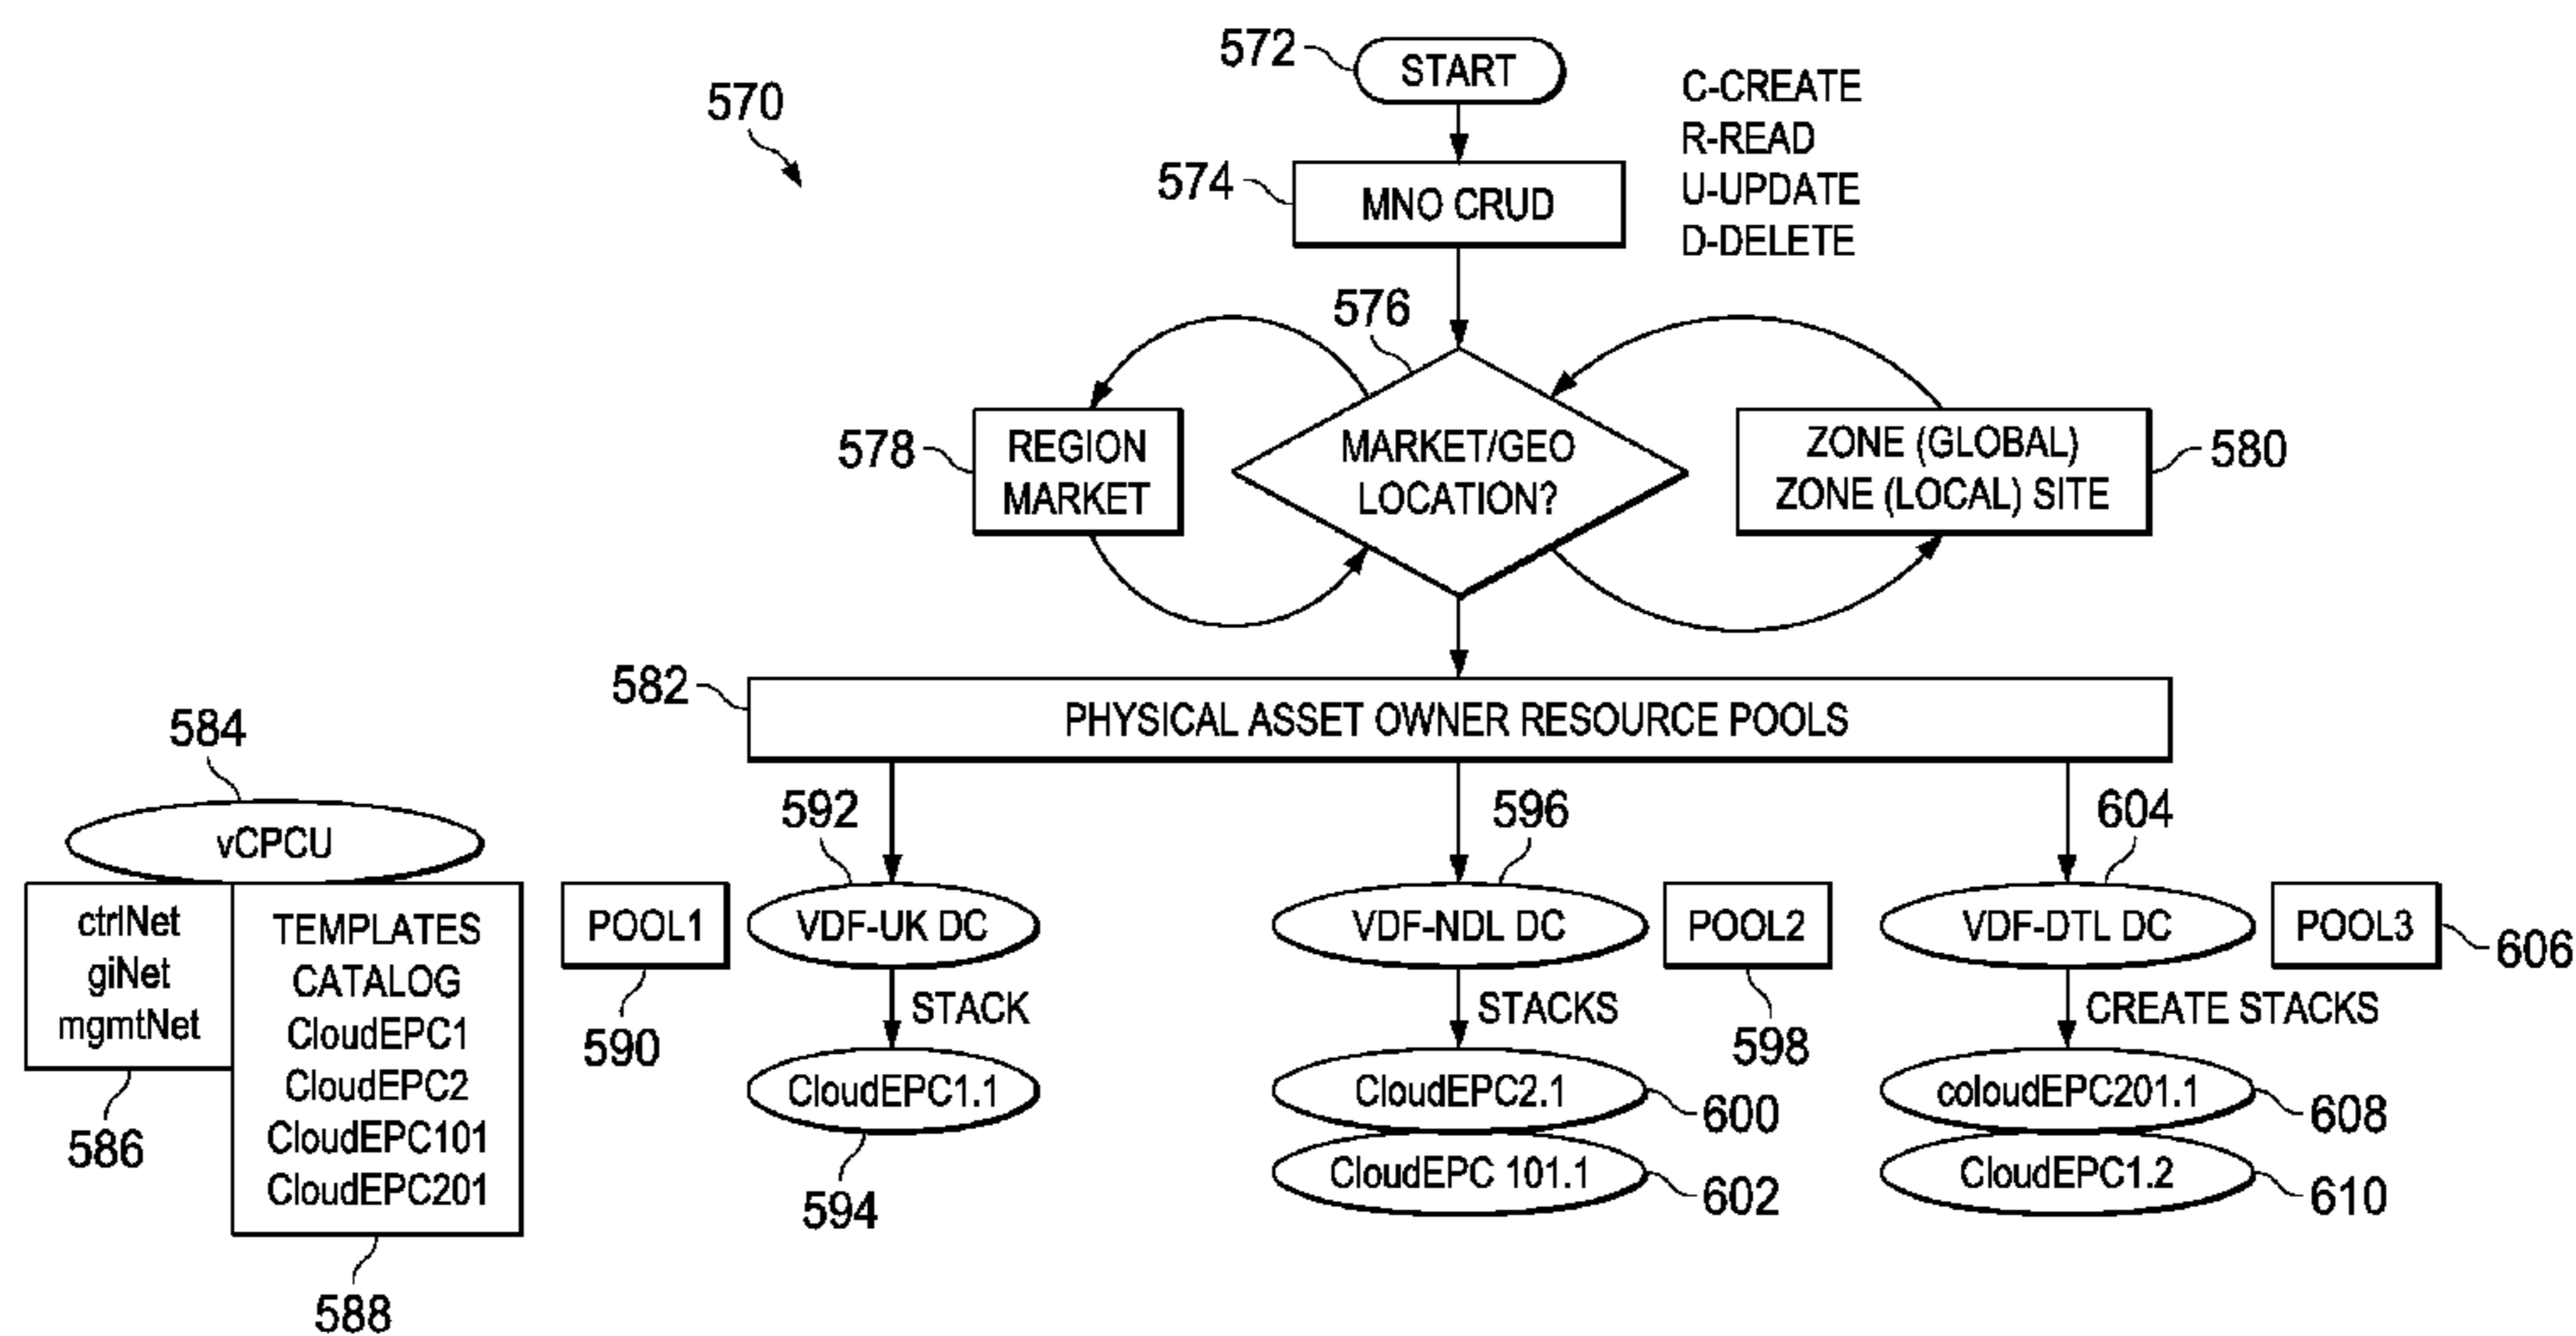 572
START
C-CREATE
R-READ
U-UPDATE
D-DELETE
570
574
MNO CRUD
576
578
REGION
MARKET
MARKET/GEO
LOCATION?
ZONE (GLOBAL)
ZONE (LOCAL) SITE
580
582
PHYSICAL ASSET OWNER RESOURCE POOLS
584
vCPCU
ctrlNet
giNet
mgmtNet
586
TEMPLATES
CATALOG
CloudEPC1
CloudEPC2
CloudEPC101
CloudEPC201
588
POOL1
590
592
VDF-UK DC
STACK
CloudEPC1.1
594
596
VDF-NDL DC
POOL2
598
STACKS
CloudEPC2.1
600
CloudEPC 101.1
602
604
VDF-DTL DC
POOL3
606
CREATE STACKS
coloudEPC201.1
608
CloudEPC1.2
610